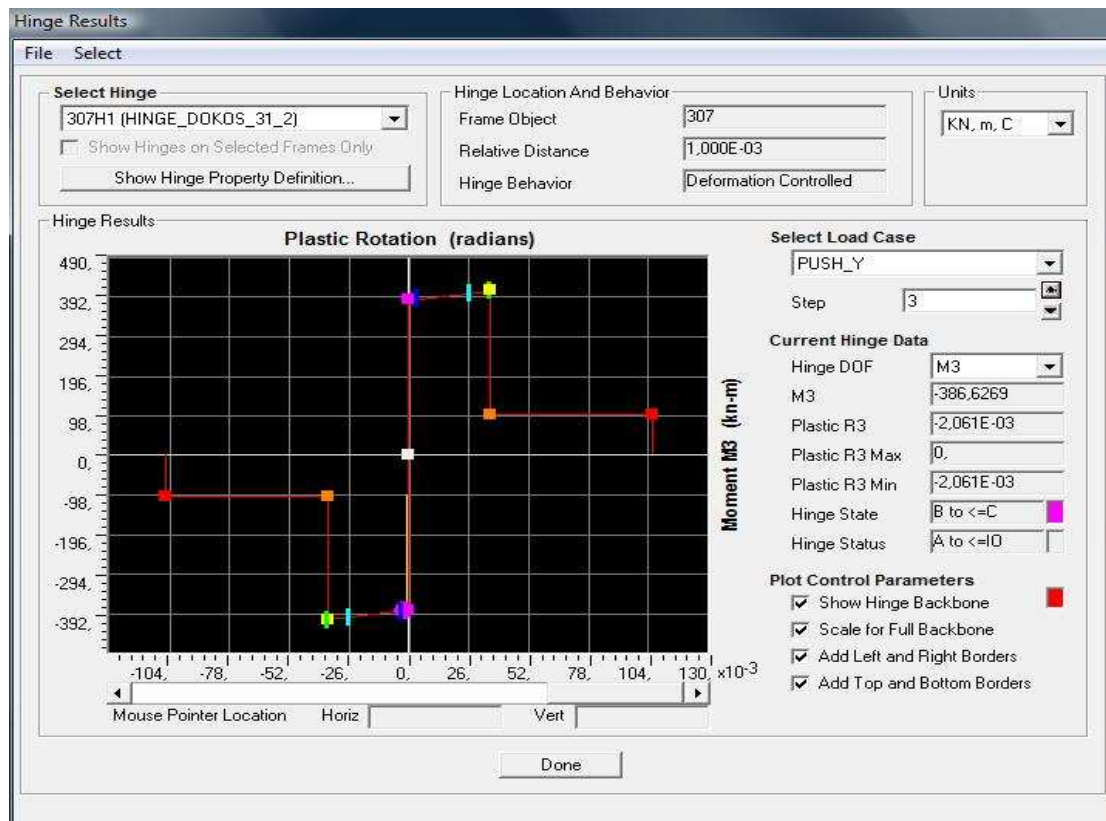 Hinge Results
File Select
Select Hinge
307H1 (HINGE_DOKOS_31_2)
Show Hinges on Selected Frames Only
Show Hinge Property Definition...
Hinge Location And Behavior
Frame Object 307
Relative Distance 1,000E-03
Hinge Behavior Deformation Controlled
Units
KN, m, C
Hinge Results
Plastic Rotation (radians)
490,
392,
294,
196,
98,
0,
-98,
-196,
-294,
-392,
-104, -78, -52, -26, 0, 26, 52, 78, 104, 130, x10^-3
Moment M3 (kn-m)
Mouse Pointer Location Horiz Vert
Select Load Case
PUSH_Y
Step 3
Current Hinge Data
Hinge DOF M3
M3 -386,6269
Plastic R3 -2,061E-03
Plastic R3 Max 0,
Plastic R3 Min -2,061E-03
Hinge State B to <=C
Hinge Status A to <=IO
Plot Control Parameters
Show Hinge Backbone
Scale for Full Backbone
Add Left and Right Borders
Add Top and Bottom Borders
Done